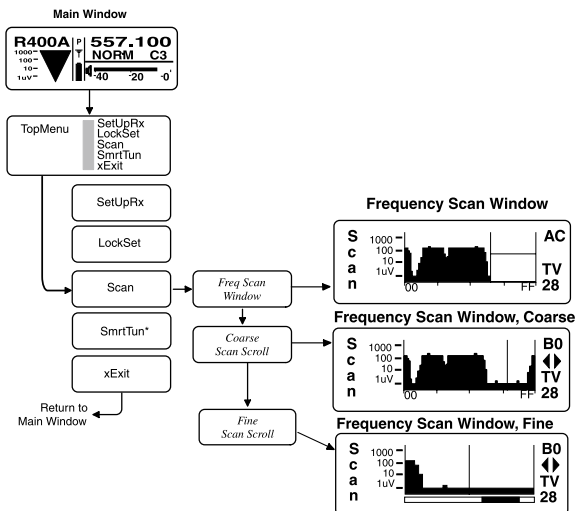 Main Window
R400A
P
T
557.100
NORM C3
1000
100
10
1uV
-40 -20 -0
TopMenu
SetUpRx
LockSet
Scan
SmrtTun
xExit
SetUpRx
LockSet
Scan
SmrtTun*
xExit
Return to
Main Window
Freq Scan
Window
Coarse
Scan Scroll
Fine
Scan Scroll
Frequency Scan Window
Scan
1000
100
10
1uV
00 FF
AC
TV
28
Frequency Scan Window, Coarse
Scan
1000
100
10
1uV
00 FF
B0
TV
28
Frequency Scan Window, Fine
Scan
1000
100
10
1uV
B0
TV
28